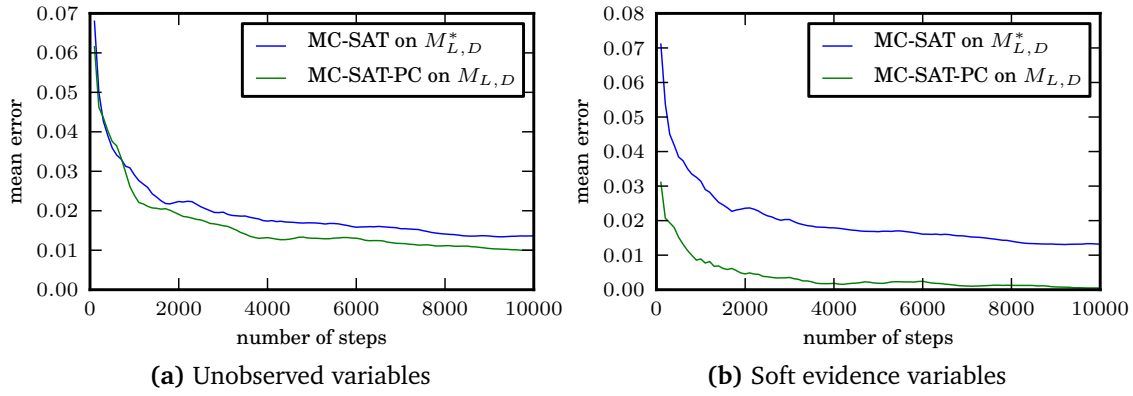 0.07
0.06
0.05
0.04
0.03
0.02
0.01
0.00
mean error
MC-SAT on M*L,D
MC-SAT-PC on ML,D
0 2000 4000 6000 8000 10000
number of steps
(a) Unobserved variables
0.08
0.07
0.06
0.05
0.04
0.03
0.02
0.01
0.00
mean error
MC-SAT on M*L,D
MC-SAT-PC on ML,D
0 2000 4000 6000 8000 10000
number of steps
(b) Soft evidence variables